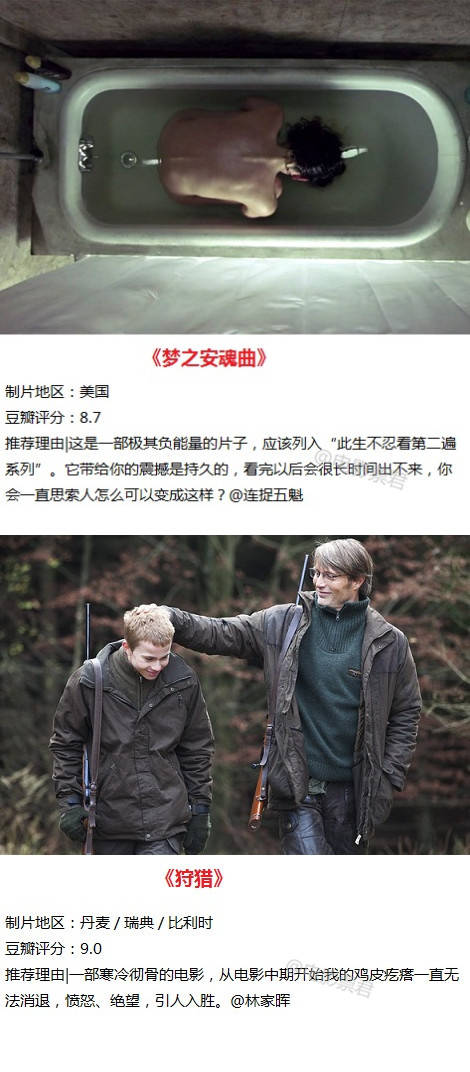 《梦之安魂曲》
制片地区：美国
豆瓣评分：8.7
推荐理由|这是一部极其负能量的片子，应该列入“此生不忍看第二遍
系列”。它带给你的震撼是持久的，看完以后会很长时间出不来，你
会一直思索人怎么可以变成这样？@连捉五魁
《狩猎》
制片地区：丹麦 / 瑞典 / 比利时
豆瓣评分：9.0
推荐理由|一部寒冷彻骨的电影，从电影中期开始我的鸡皮疙瘩一直无
法消退，愤怒、绝望，引人入胜。@林家晖